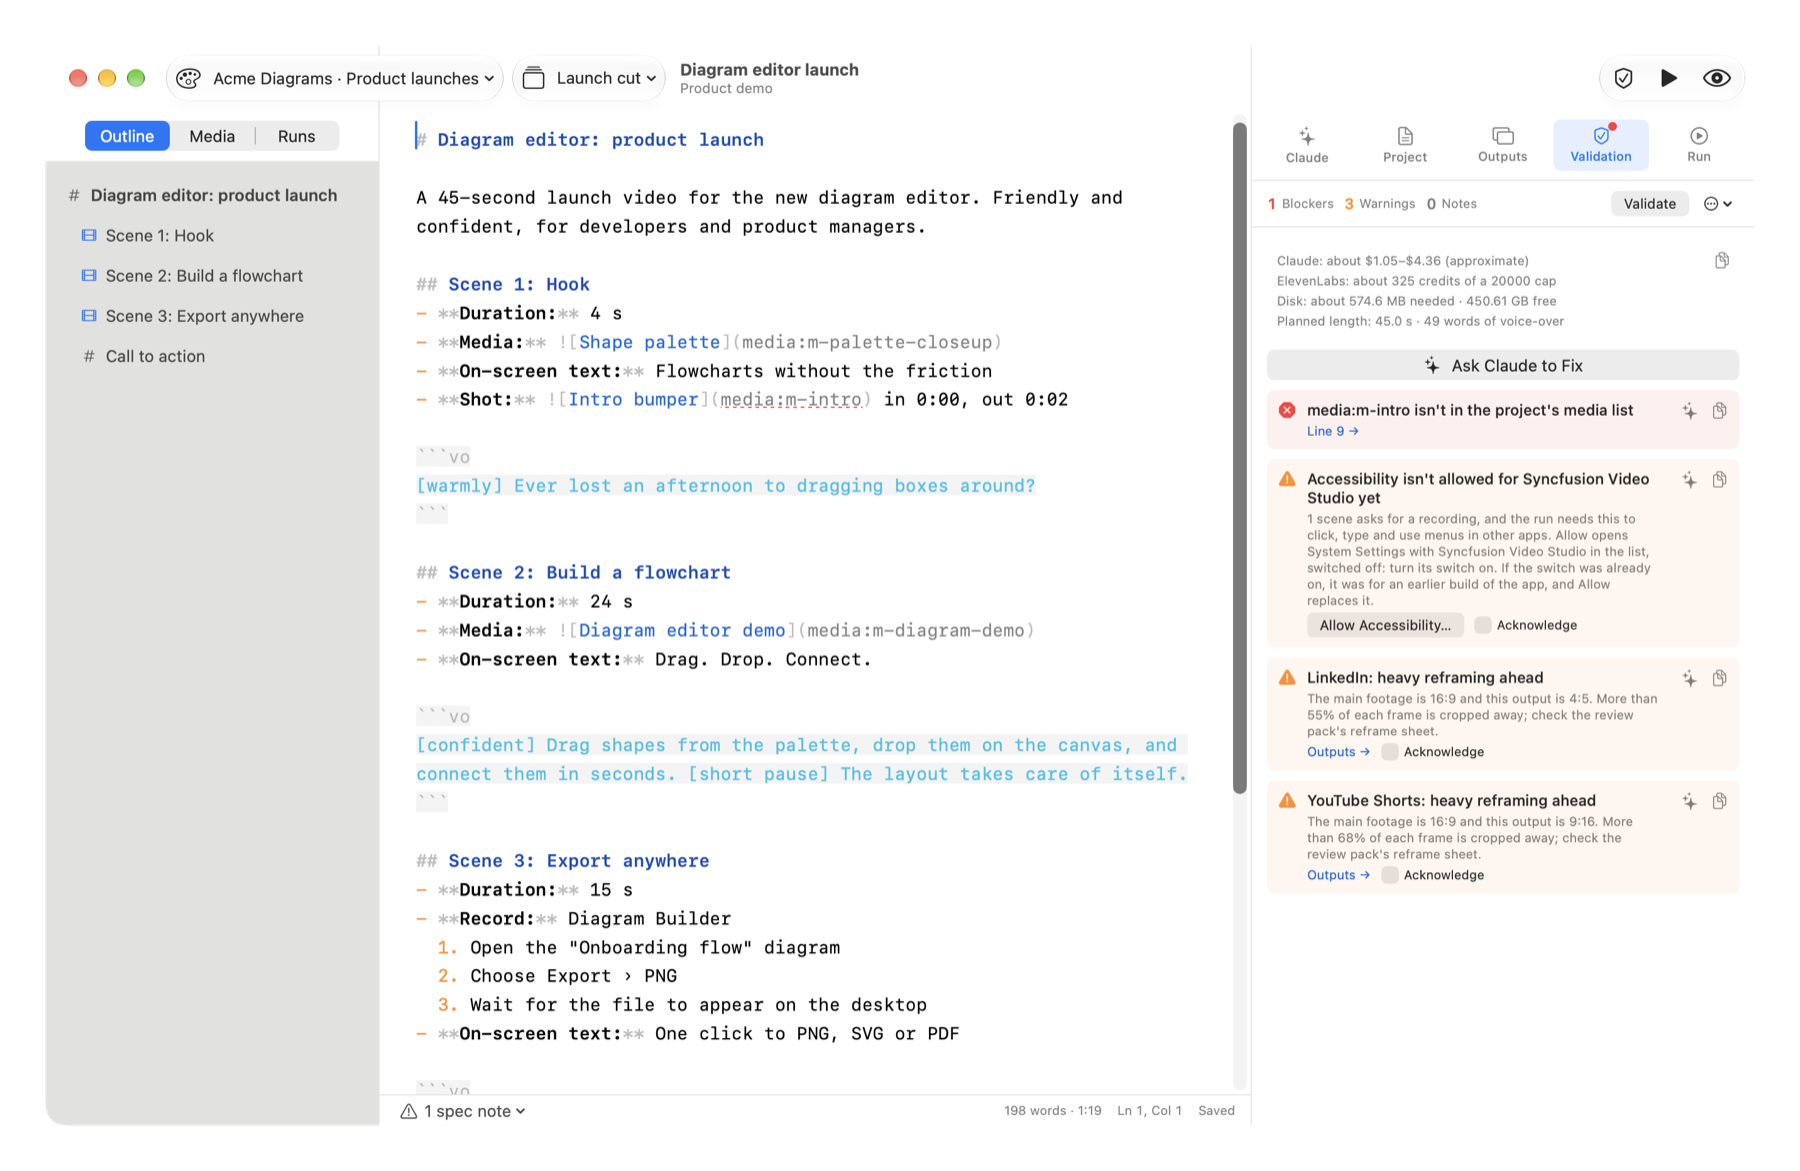 Acme Diagrams · Product launches
Launch cut
Diagram editor launch
Product demo
Outline
Media
Runs
# Diagram editor: product launch
Scene 1: Hook
Scene 2: Build a flowchart
Scene 3: Export anywhere
# Call to action
# Diagram editor: product launch
A 45-second launch video for the new diagram editor. Friendly and
confident, for developers and product managers.
## Scene 1: Hook
- **Duration:** 4 s
- **Media:** ![Shape palette](media:m-palette-closeup)
- **On-screen text:** Flowcharts without the friction
- **Shot:** ![Intro bumper](media:m-intro) in 0:00, out 0:02
```vo
[warmly] Ever lost an afternoon to dragging boxes around?
```
## Scene 2: Build a flowchart
- **Duration:** 24 s
- **Media:** ![Diagram editor demo](media:m-diagram-demo)
- **On-screen text:** Drag. Drop. Connect.
```vo
[confident] Drag shapes from the palette, drop them on the canvas, and
connect them in seconds. [short pause] The layout takes care of itself.
```
## Scene 3: Export anywhere
- **Duration:** 15 s
- **Record:** Diagram Builder
1. Open the "Onboarding flow" diagram
2. Choose Export › PNG
3. Wait for the file to appear on the desktop
- **On-screen text:** One click to PNG, SVG or PDF
```vo
1 spec note
198 words · 1:19
Ln 1, Col 1
Saved
Claude
Project
Outputs
Validation
Run
1 Blockers 3 Warnings 0 Notes
Validate
Claude: about $1.05–$4.36 (approximate)
ElevenLabs: about 325 credits of a 20000 cap
Disk: about 574.6 MB needed · 450.61 GB free
Planned length: 45.0 s · 49 words of voice-over
Ask Claude to Fix
media:m-intro isn't in the project's media list
Line 9 →
Accessibility isn't allowed for Syncfusion Video
Studio yet
1 scene asks for a recording, and the run needs this to
click, type and use menus in other apps. Allow opens
System Settings with Syncfusion Video Studio in the list,
switched off: turn its switch on. If the switch was already
on, it was for an earlier build of the app, and Allow
replaces it.
Allow Accessibility...
Acknowledge
LinkedIn: heavy reframing ahead
The main footage is 16:9 and this output is 4:5. More than
55% of each frame is cropped away; check the review
pack's reframe sheet.
Outputs →
Acknowledge
YouTube Shorts: heavy reframing ahead
The main footage is 16:9 and this output is 9:16. More
than 68% of each frame is cropped away; check the
review pack's reframe sheet.
Outputs →
Acknowledge